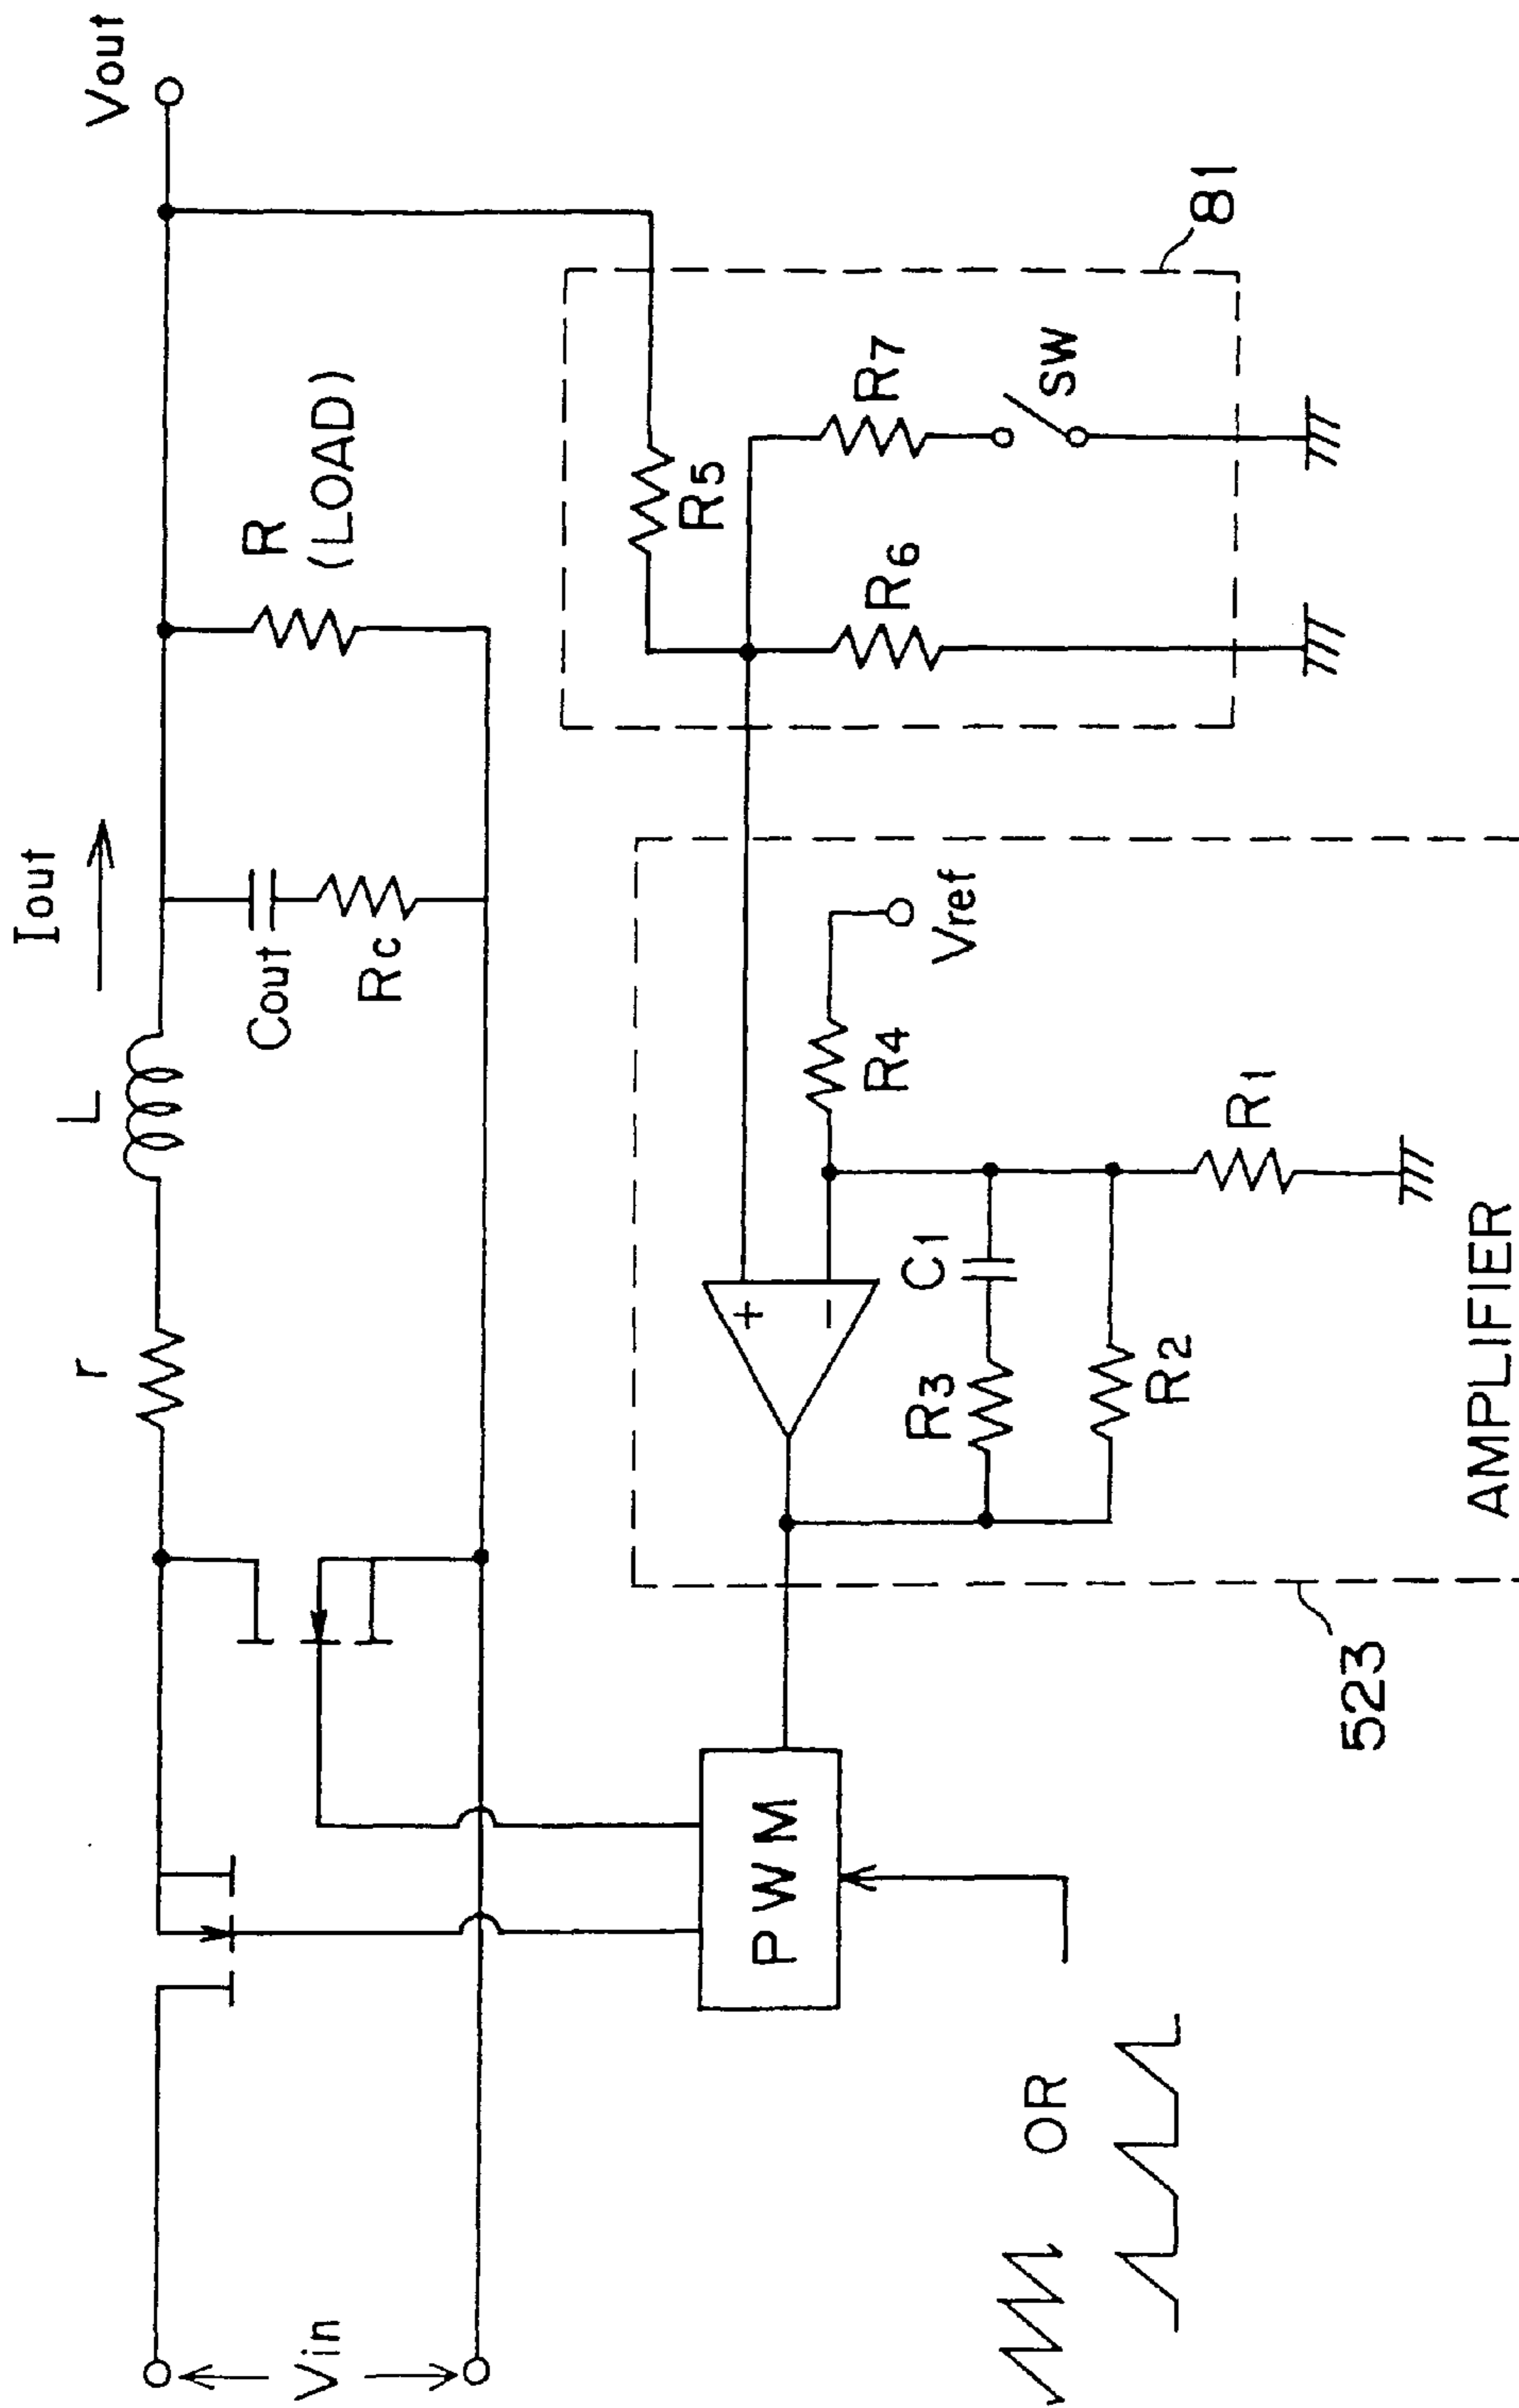 Iout
Vout
r
L
Cout
Rc
R
(LOAD)
Vin
R5
R6
R7
SW
81
PWM
+
−
Vref
R4
C1
R3
R2
R1
OR
523
AMPLIFIER